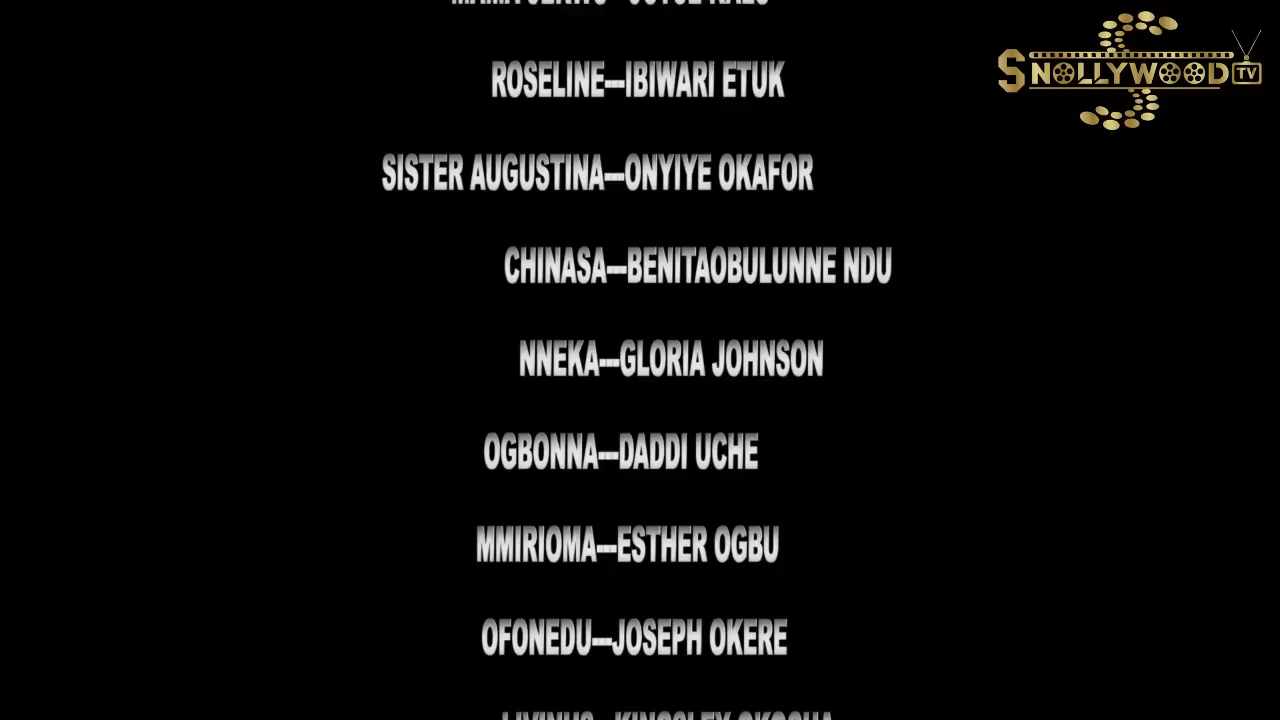 ROSELINE---IBIWARI ETUK
SNOLLYWOOD TV
SISTER AUGUSTINA---ONYIYE OKAFOR
CHINASA---BENITAOBULUNNE NDU
NNEKA---GLORIA JOHNSON
OGBONNA---DADDI UCHE
MMIRIOMA---ESTHER OGBU
OFONEDU---JOSEPH OKERE